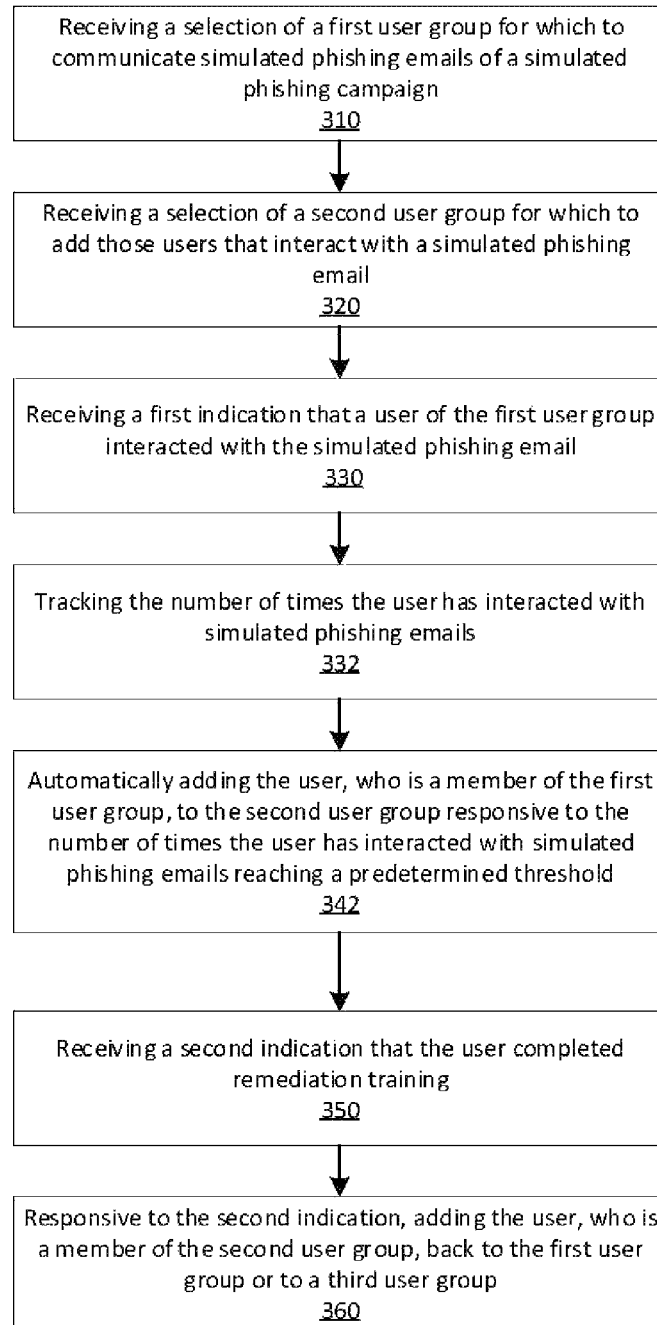 Receiving a selection of a first user group for which to
communicate simulated phishing emails of a simulated
phishing campaign
310
Receiving a selection of a second user group for which to
add those users that interact with a simulated phishing
email
320
Receiving a first indication that a user of the first user group
interacted with the simulated phishing email
330
Tracking the number of times the user has interacted with
simulated phishing emails
332
Automatically adding the user, who is a member of the first
user group, to the second user group responsive to the
number of times the user has interacted with simulated
phishing emails reaching a predetermined threshold
342
Receiving a second indication that the user completed
remediation training
350
Responsive to the second indication, adding the user, who is
a member of the second user group, back to the first user
group or to a third user group
360